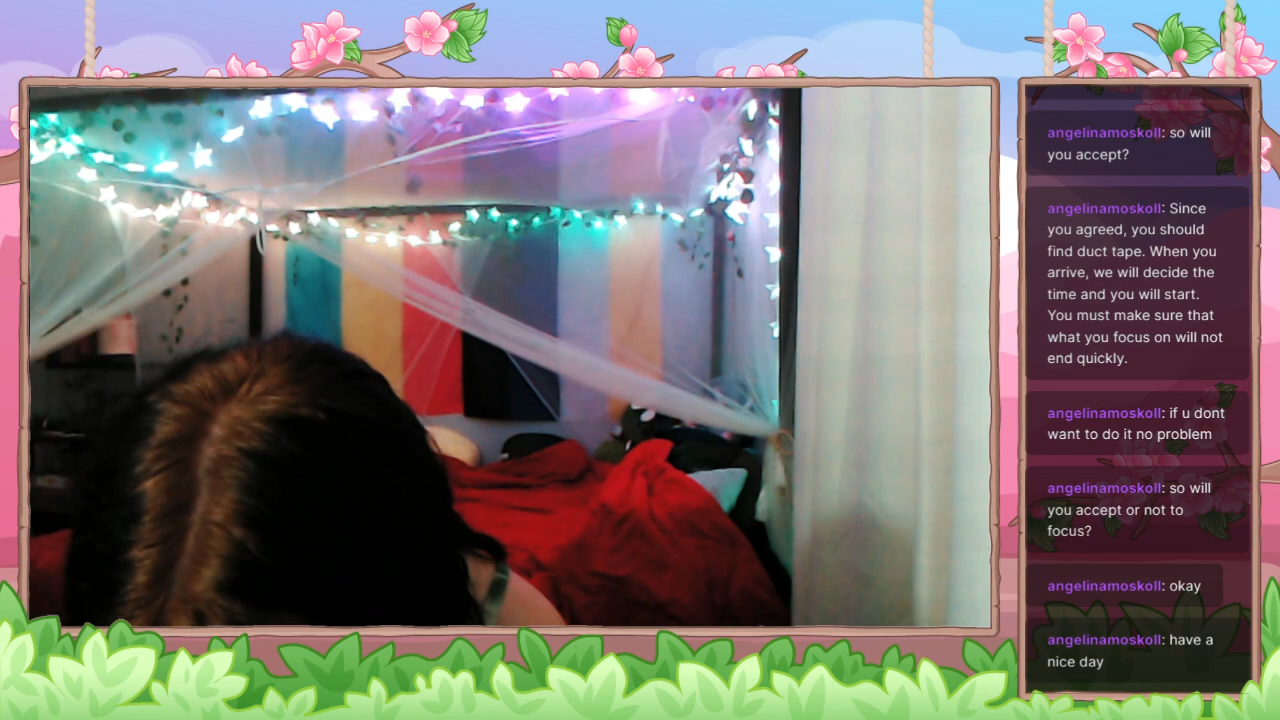 angelinamoskoll: so will
you accept?
angelinamoskoll: Since
you agreed, you should
find duct tape. When you
arrive, we will decide the
time and you will start.
You must make sure that
what you focus on will not
end quickly.
angelinamoskoll: if u dont
want to do it no problem
angelinamoskoll: so will
you accept or not to
focus?
angelinamoskoll: okay
angelinamoskoll: have a
nice day